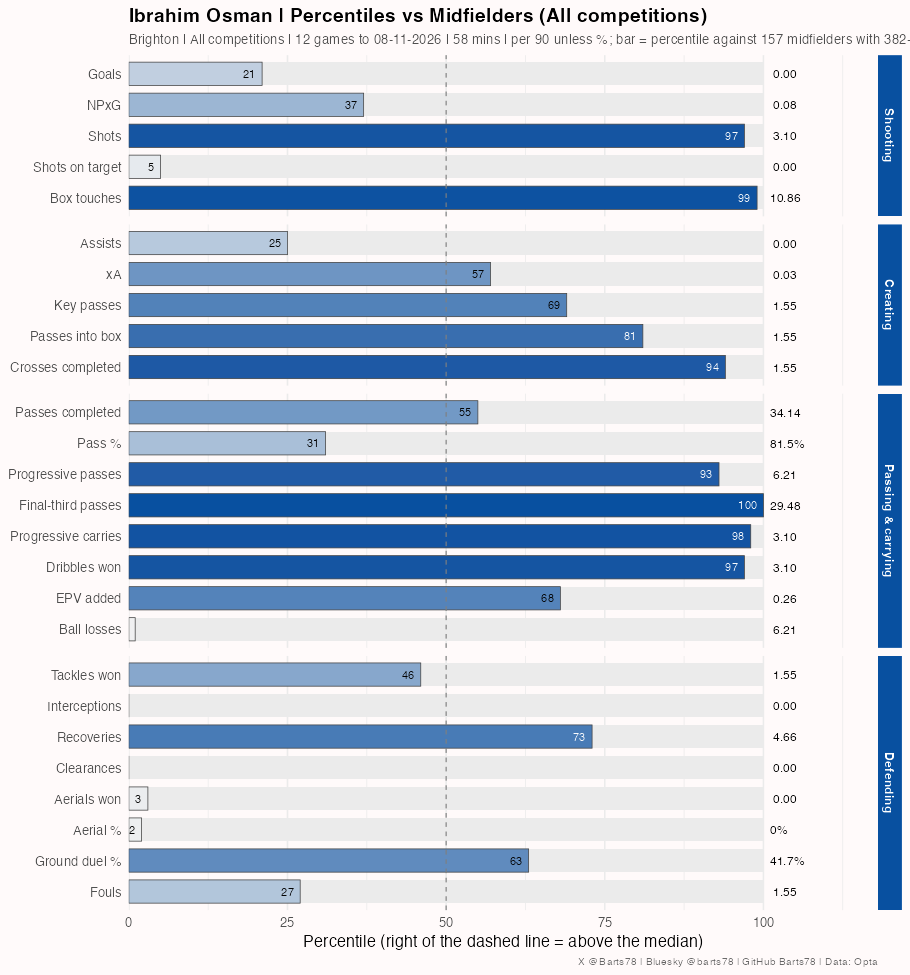 Ibrahim Osman | Percentiles vs Midfielders (All competitions)
Brighton | All competitions | 12 games to 08-11-2026 | 58 mins | per 90 unless %; bar = percentile against 157 midfielders with 382-
Goals 21 0.00
NPxG 37 0.08
Shots 97 3.10
Shots on target 5 0.00
Box touches 99 10.86
Shooting
Assists 25 0.00
xA 57 0.03
Key passes 69 1.55
Passes into box 81 1.55
Crosses completed 94 1.55
Creating
Passes completed 55 34.14
Pass % 31 81.5%
Progressive passes 93 6.21
Final-third passes 100 29.48
Progressive carries 98 3.10
Dribbles won 97 3.10
EPV added 68 0.26
Ball losses 6.21
Passing & carrying
Tackles won 46 1.55
Interceptions 0.00
Recoveries 73 4.66
Clearances 0.00
Aerials won 3 0.00
Aerial % 2 0%
Ground duel % 63 41.7%
Fouls 27 1.55
Defending
0 25 50 75 100
Percentile (right of the dashed line = above the median)
X @Barts78 | Bluesky @barts78 | GitHub Barts78 | Data: Opta